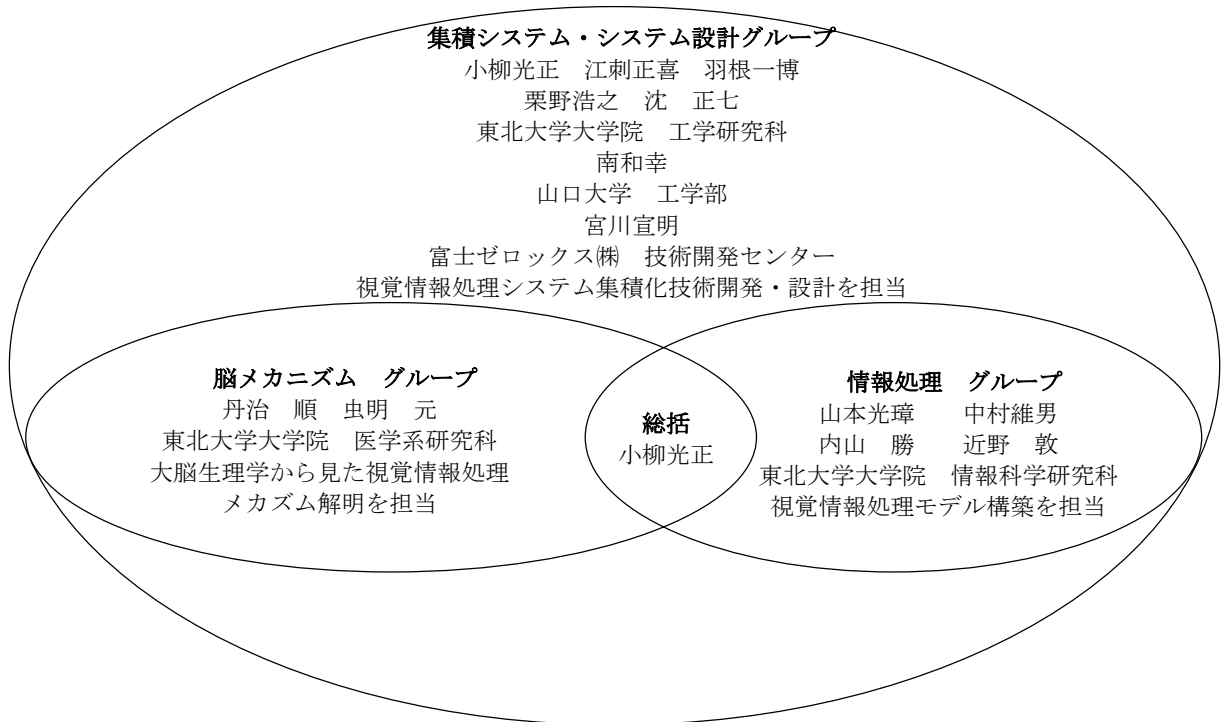 集積システム・システム設計グループ
小柳光正　江刺正喜　羽根一博
栗野浩之　沈　正七
東北大学大学院　工学研究科
南和幸
山口大学　工学部
宮川宣明
富士ゼロックス㈱　技術開発センター
視覚情報処理システム集積化技術開発・設計を担当
脳メカニズム　グループ
丹治　順　虫明　元
東北大学大学院　医学系研究科
大脳生理学から見た視覚情報処理
メカズム解明を担当
総括
小柳光正
情報処理　グループ
山本光璋　　中村維男
内山　勝　　近野　敦
東北大学大学院　情報科学研究科
視覚情報処理モデル構築を担当